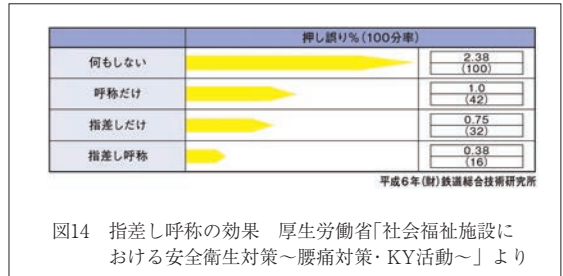 押し誤り%(100分率)
何もしない 2.38
(100)
呼称だけ 1.0
(42)
指差しだけ 0.75
(32)
指差し呼称 0.38
(16)
平成6年(財)鉄道総合技術研究所
図14 指差し呼称の効果 厚生労働省「社会福祉施設に
おける安全衛生対策~腰痛対策・KY活動~」より